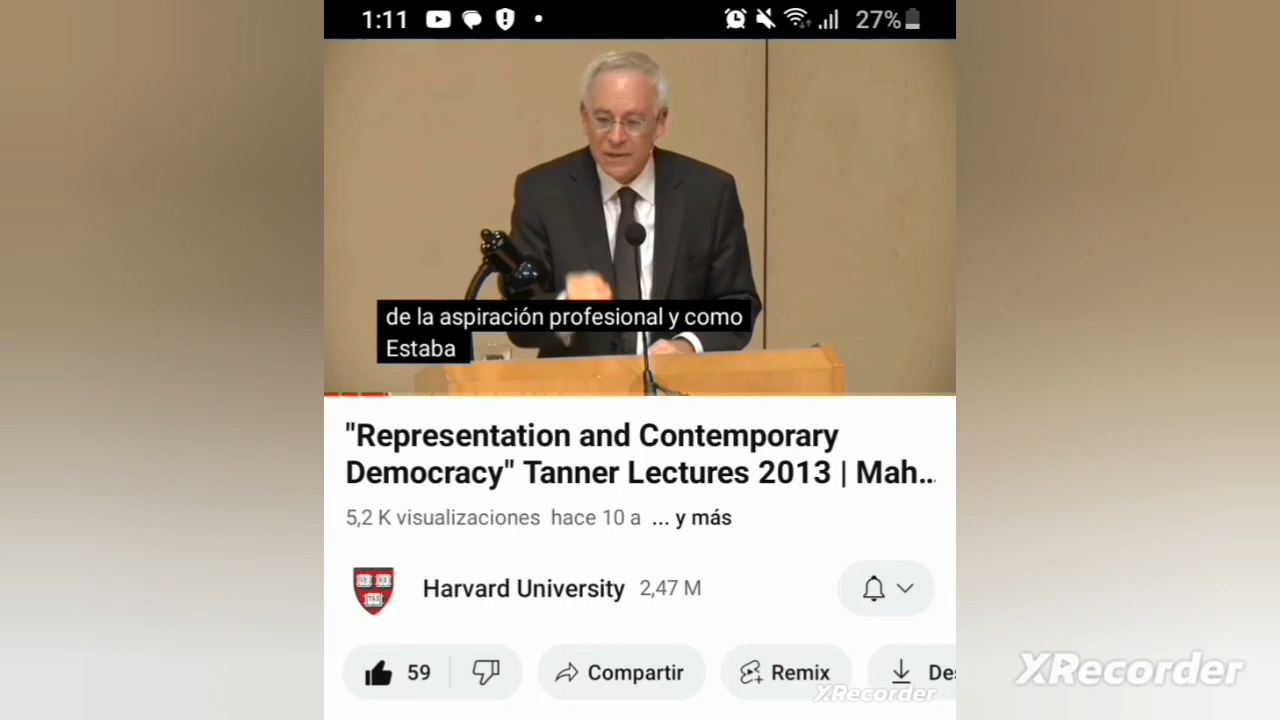 1:11
27%
de la aspiración profesional y como
Estaba
"Representation and Contemporary
Democracy" Tanner Lectures 2013 | Mah...
5,2 K visualizaciones hace 10 a ... y más
Harvard University 2,47 M
59 Compartir Remix Des
XRecorder
XRecorder